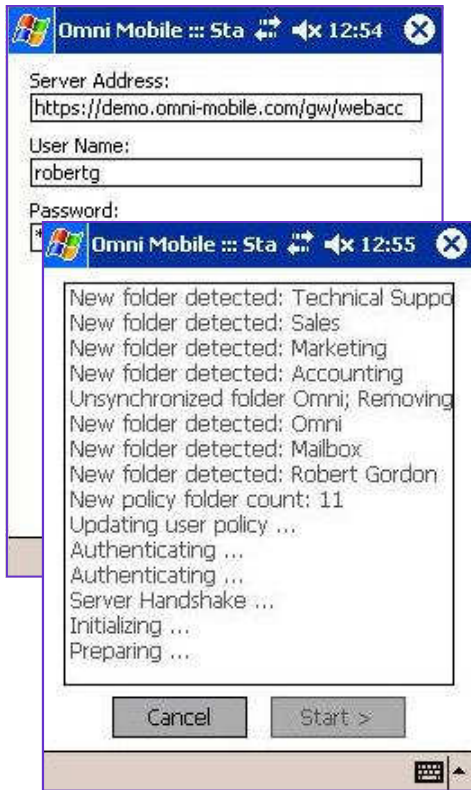 Omni Mobile ::: Sta 12:54
Server Address:
https://demo.omni-mobile.com/gw/webacc
User Name:
robertg
Password:
*
Omni Mobile ::: Sta 12:55
New folder detected: Technical Suppo
New folder detected: Sales
New folder detected: Marketing
New folder detected: Accounting
Unsynchronized folder Omni; Removing
New folder detected: Omni
New folder detected: Mailbox
New folder detected: Robert Gordon
New policy folder count: 11
Updating user policy ...
Authenticating ...
Authenticating ...
Server Handshake ...
Initializing ...
Preparing ...
Cancel Start >